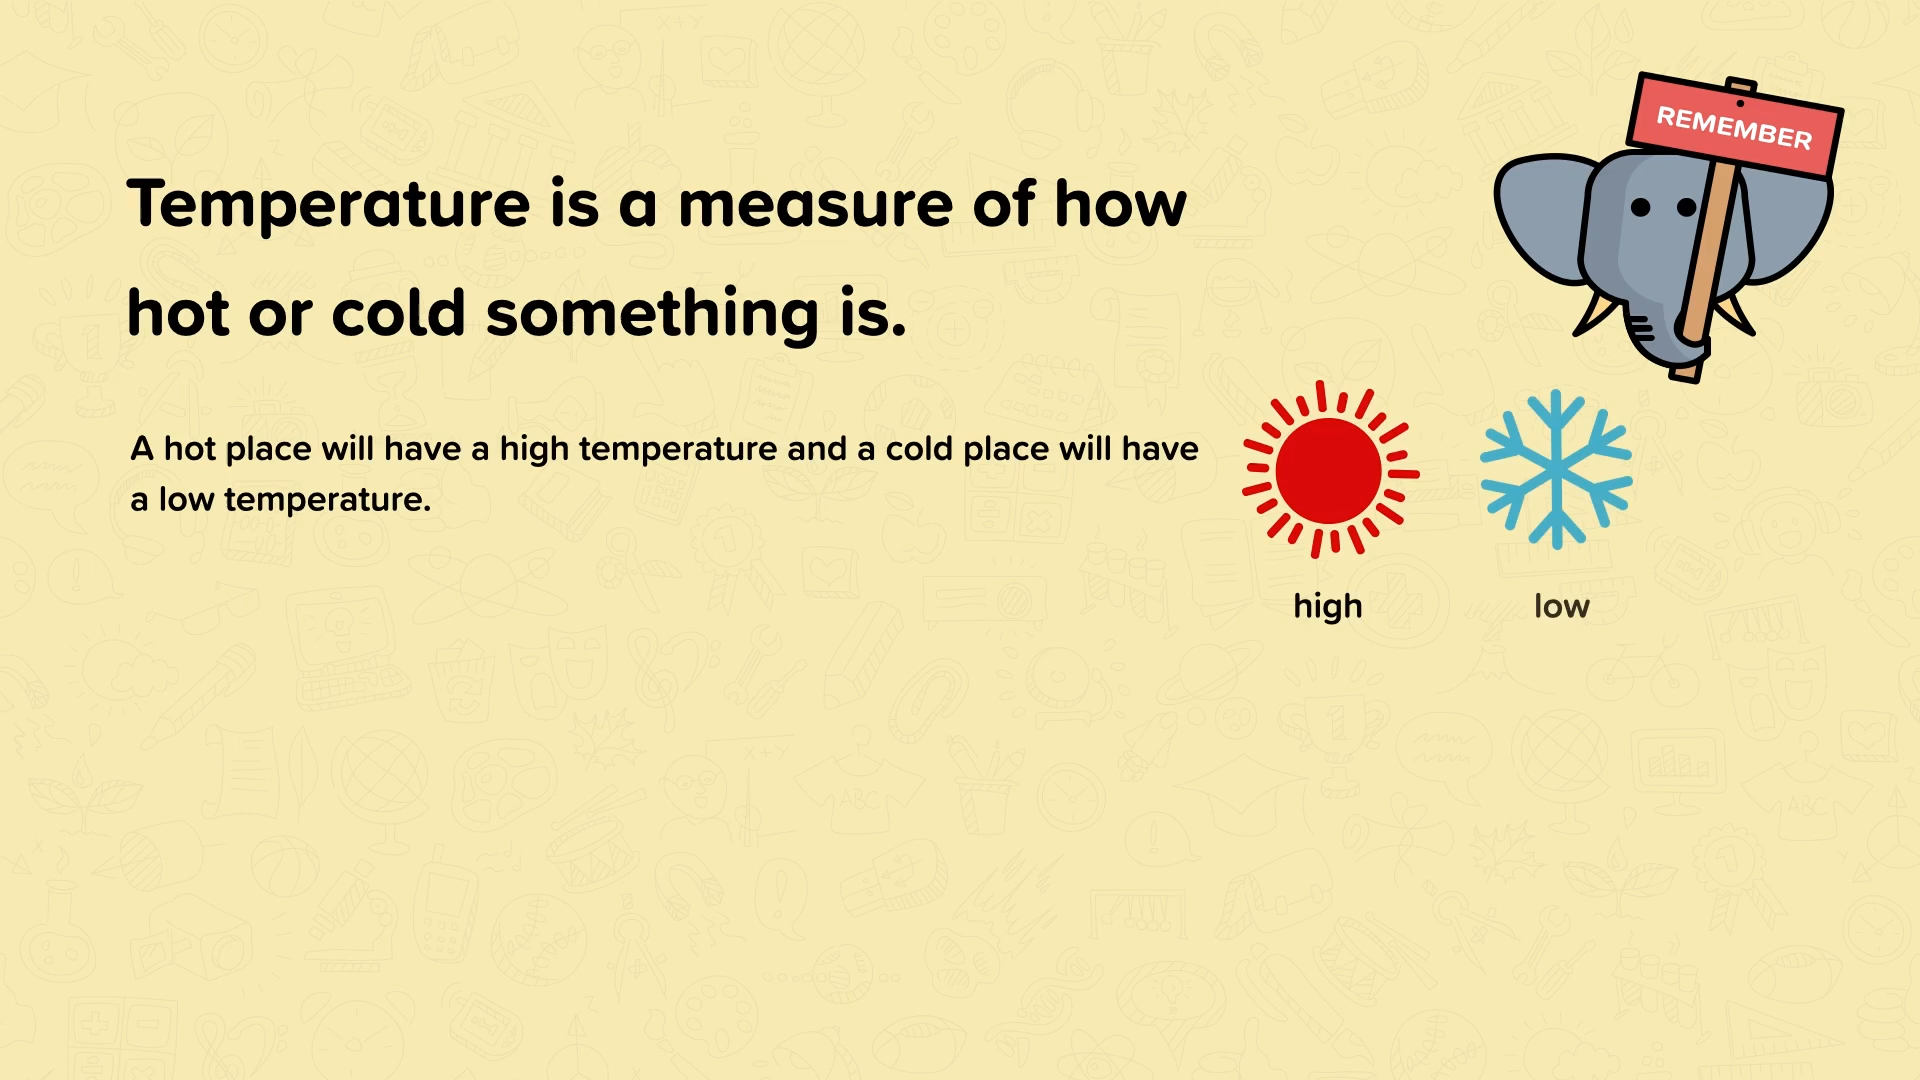 REMEMBER
Temperature is a measure of how
hot or cold something is.
A hot place will have a high temperature and a cold place will have
a low temperature.
high
low